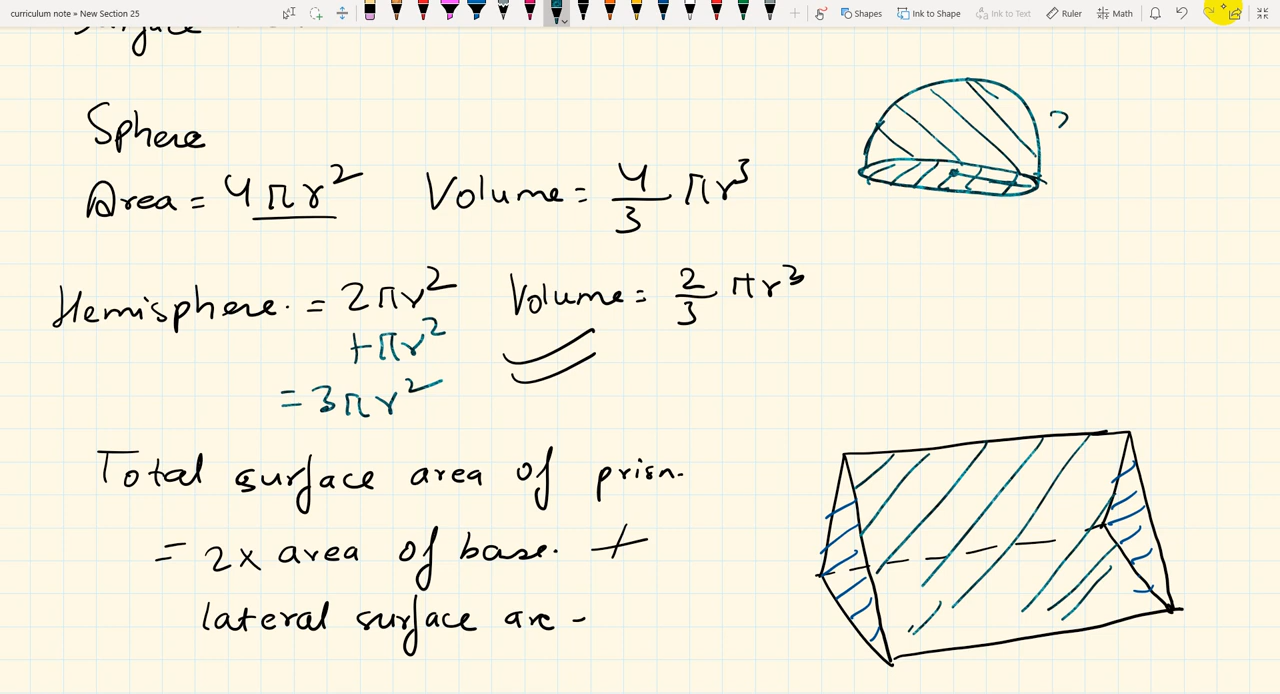 curriculum note » New Section 25
Shapes Ink to Shape Ink to Text Ruler Math
Surface
Sphere
Area = 4πr² Volume = 4/3 πr³
Hemisphere. = 2πr² Volume = 2/3 πr³
+πr²
= 3πr²
Total surface area of prisn.
= 2x area of base. +
lateral surface are -